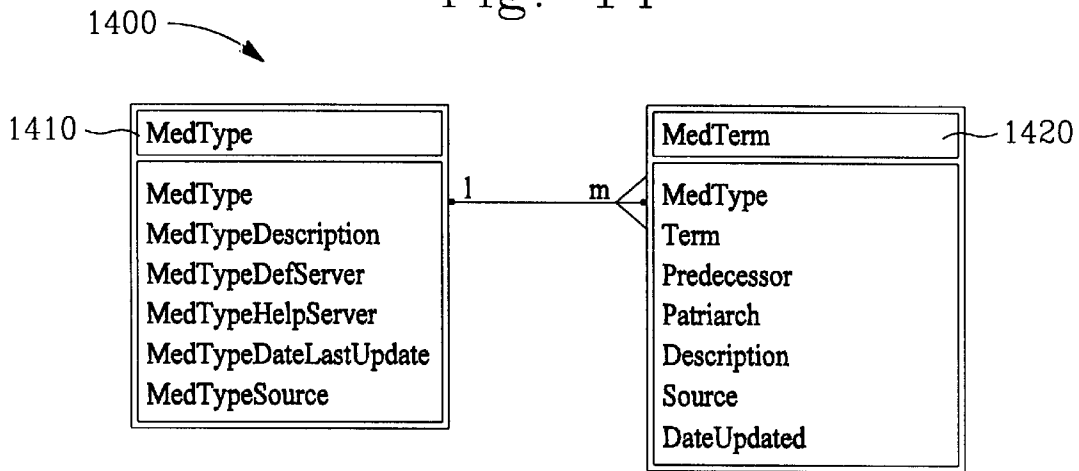 1400
1410
MedType
MedType
MedTypeDescription
MedTypeDefServer
MedTypeHelpServer
MedTypeDateLastUpdate
MedTypeSource
1 m
MedTerm
1420
MedType
Term
Predecessor
Patriarch
Description
Source
DateUpdated